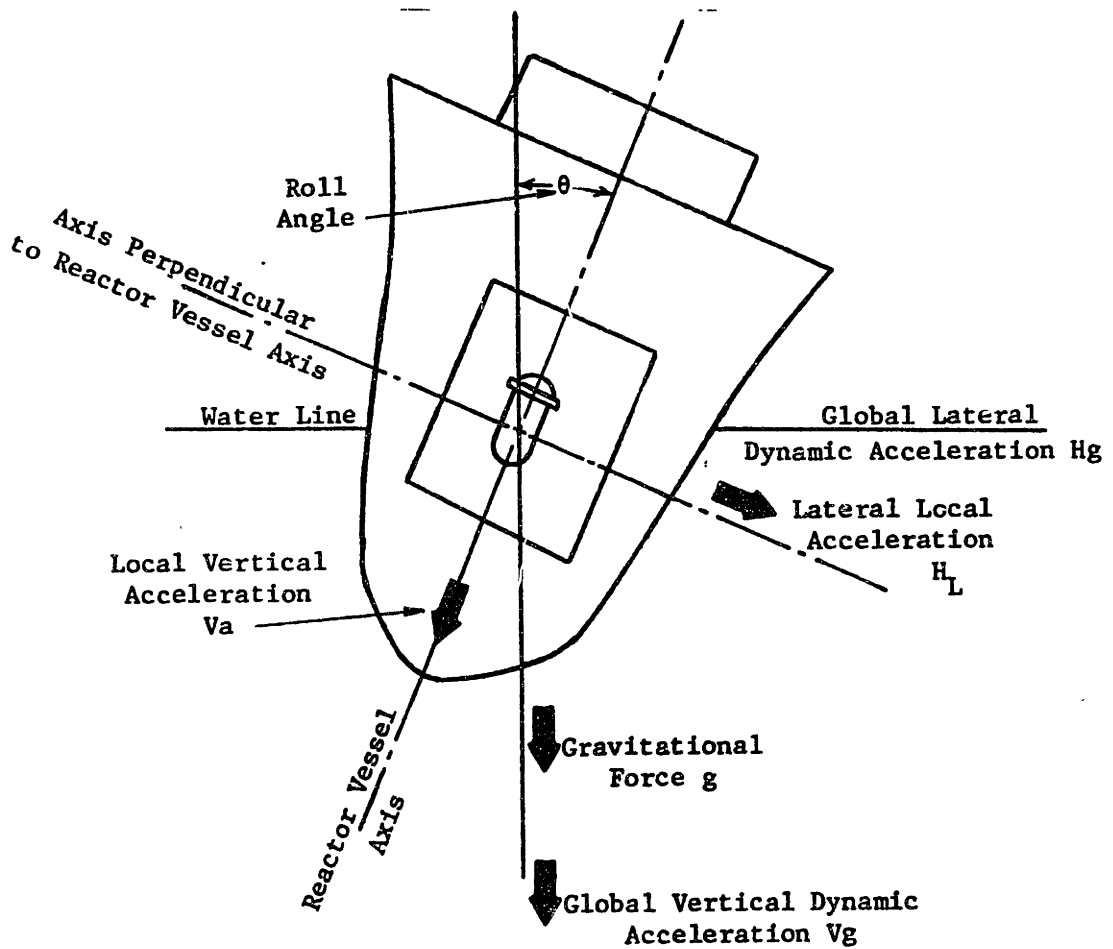 Roll
Angle
θ
Axis Perpendicular
to Reactor Vessel Axis
Water Line
Global Lateral
Dynamic Acceleration Hg
Lateral Local
Acceleration
H_L
Local Vertical
Acceleration
Va
Reactor Vessel
Axis
Gravitational
Force g
Global Vertical Dynamic
Acceleration Vg